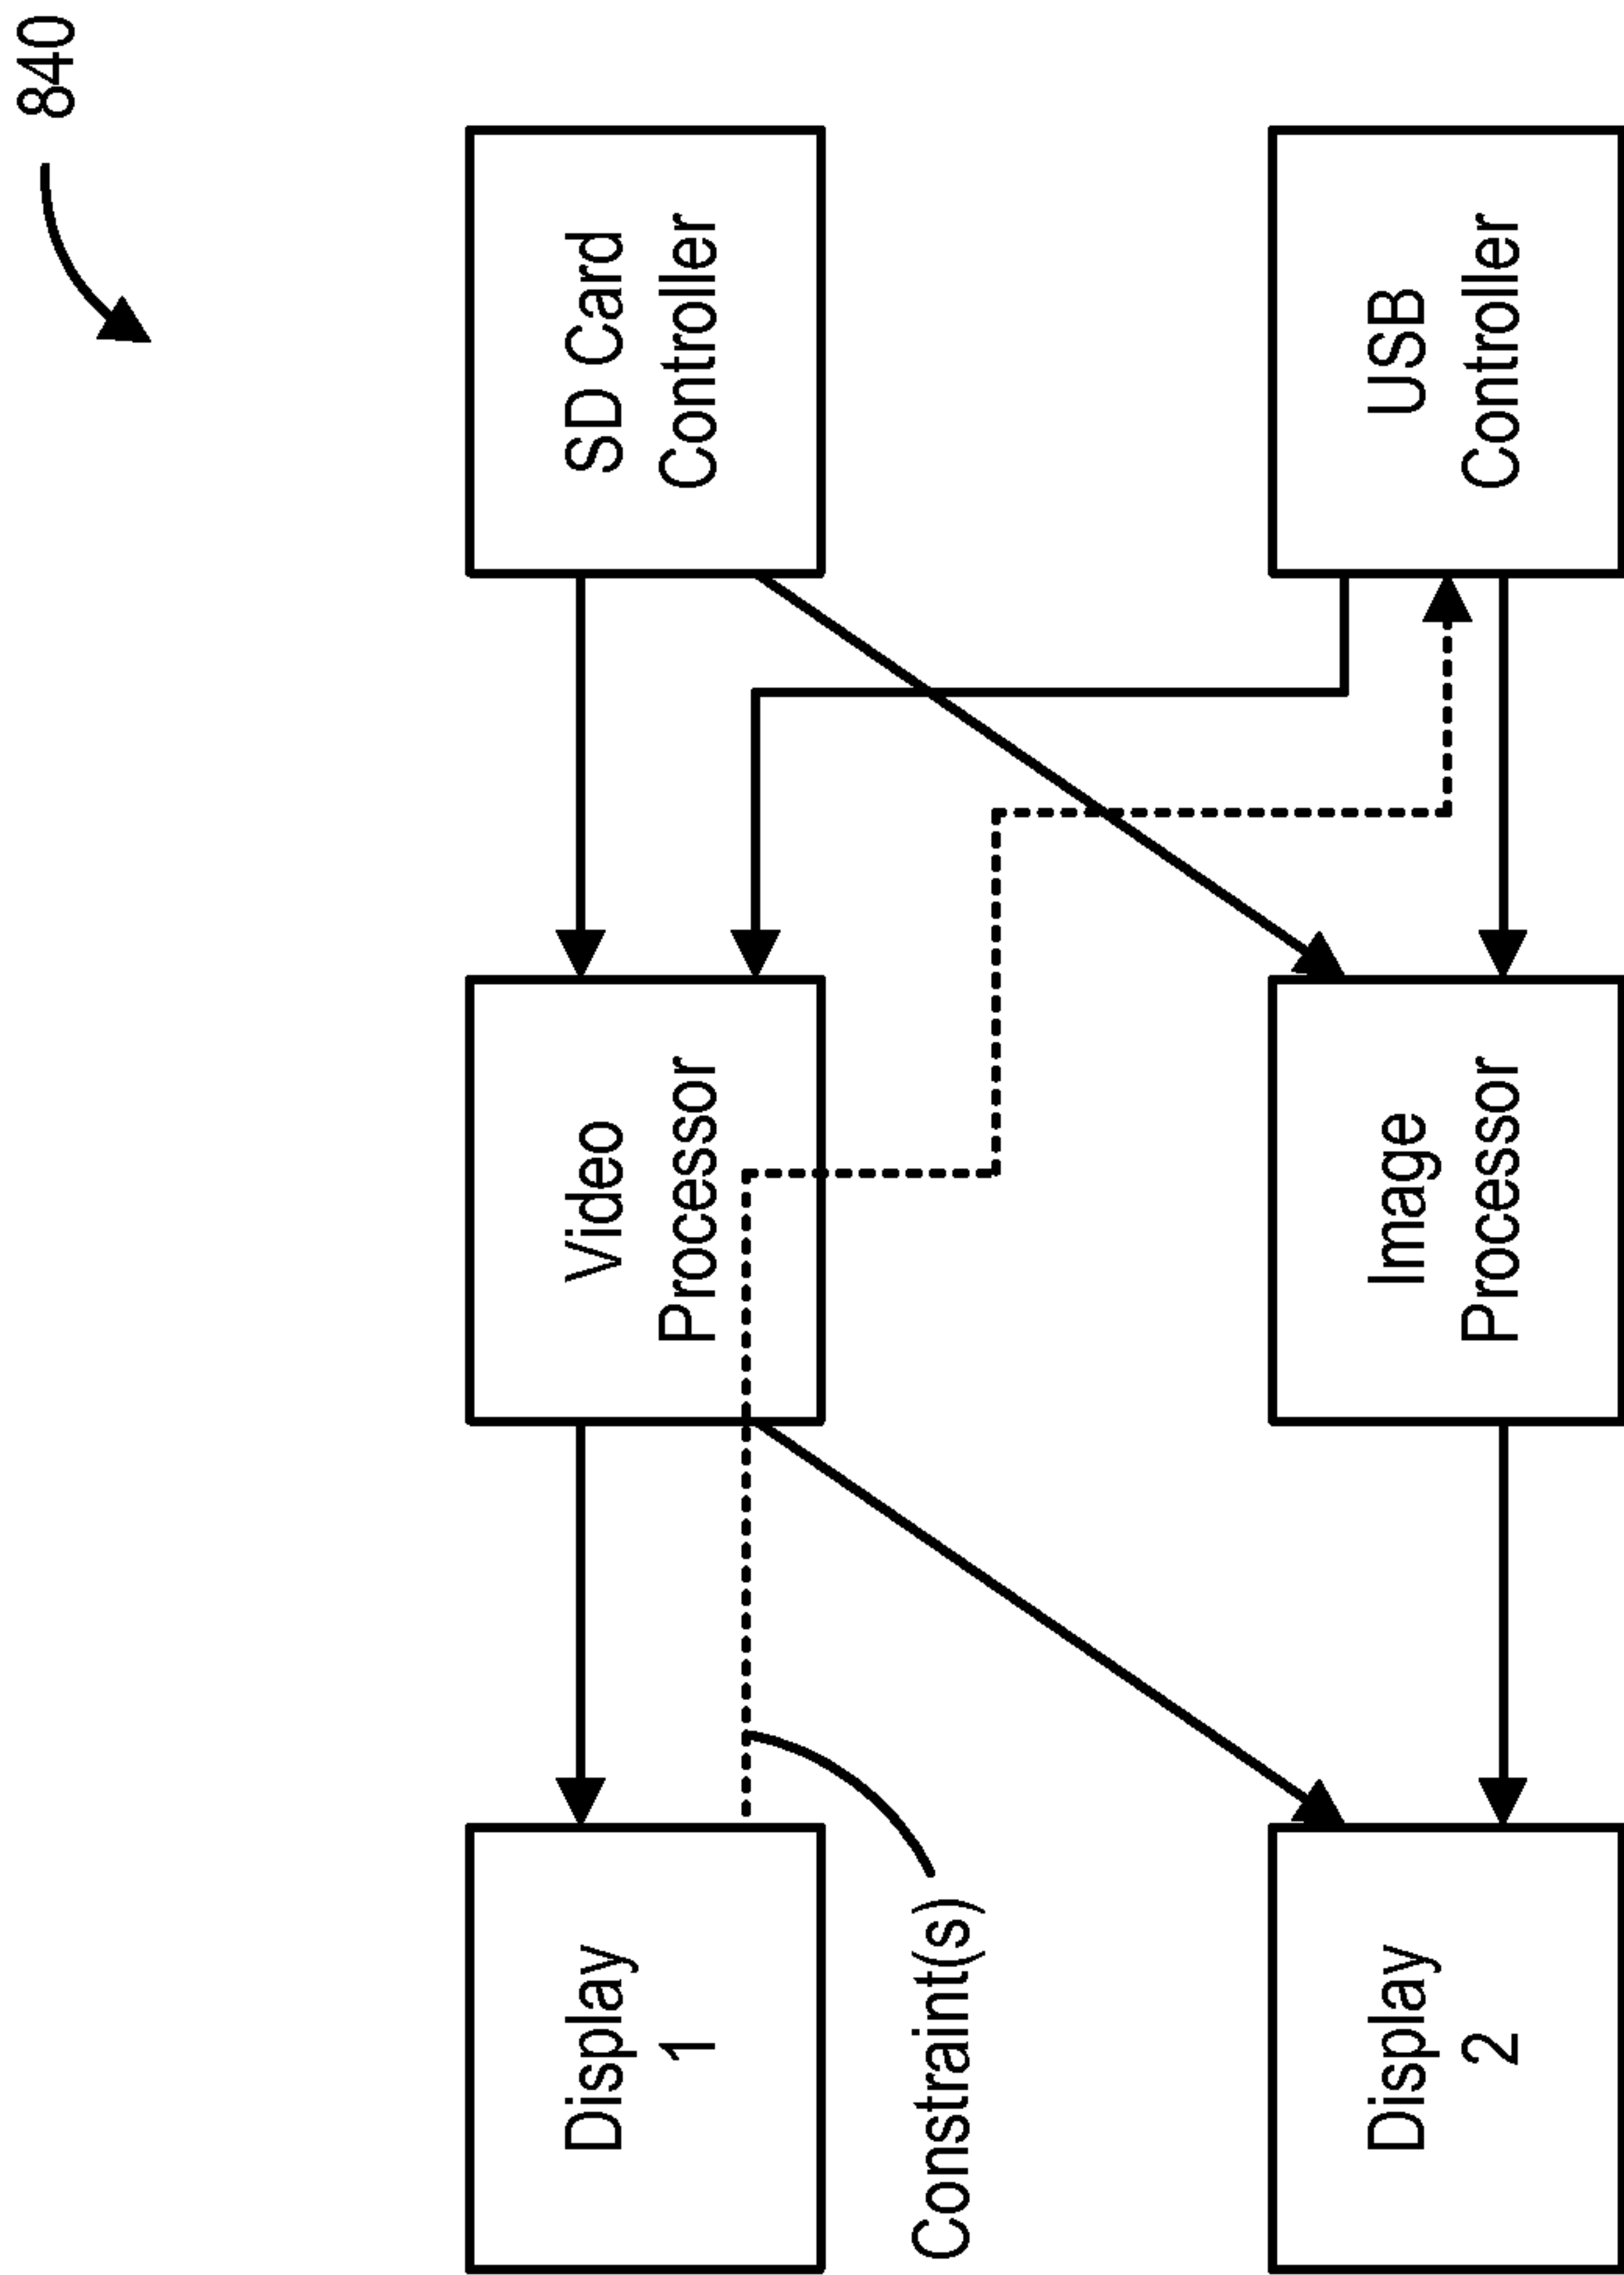 840
SD Card
Controller
USB
Controller
Video
Processor
Image
Processor
Display
1
Constraint(s)
Display
2